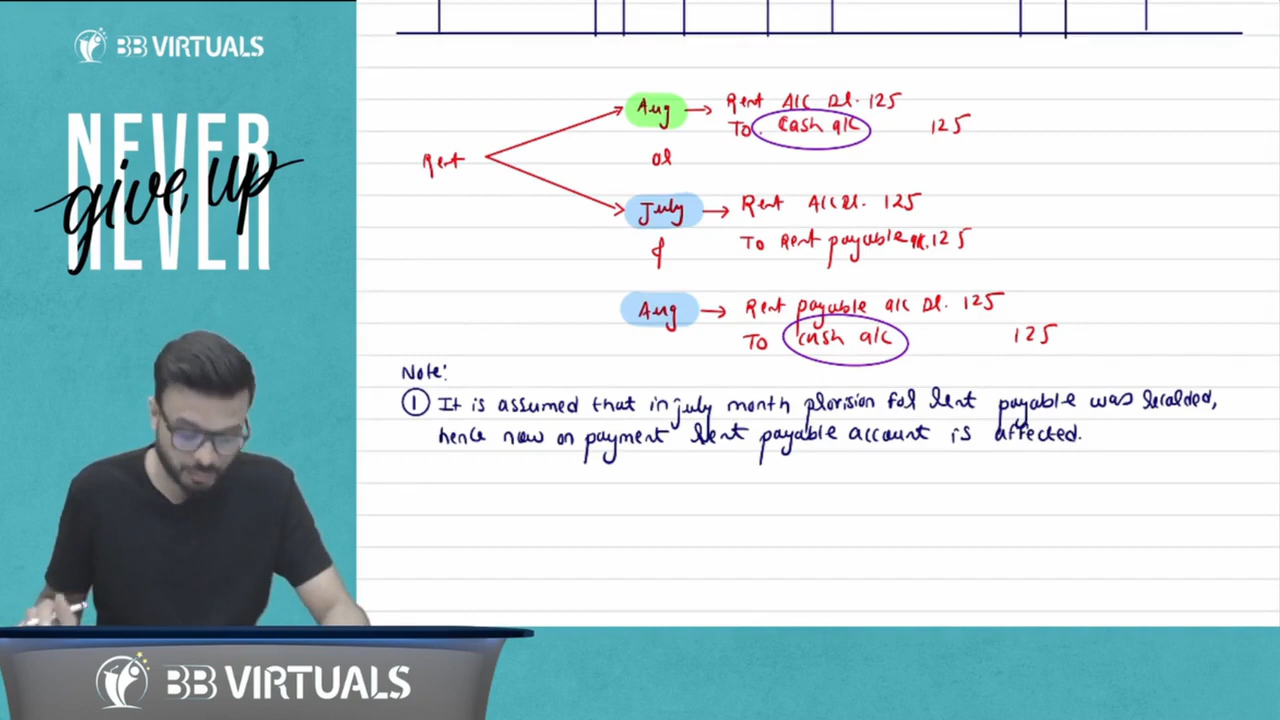 BB VIRTUALS
NEVER
give up
NEVER
Aug → Rent A/c Dr. 125
To Cash a/c 125
Rent
or
July → Rent A/c Dr. 125
To Rent payable a/c. 125
&
Aug → Rent payable a/c Dr. 125
To cash a/c 125
Note:
① It is assumed that in july month provision for rent payable was recorded,
hence now on payment rent payable account is affected.
BB VIRTUALS